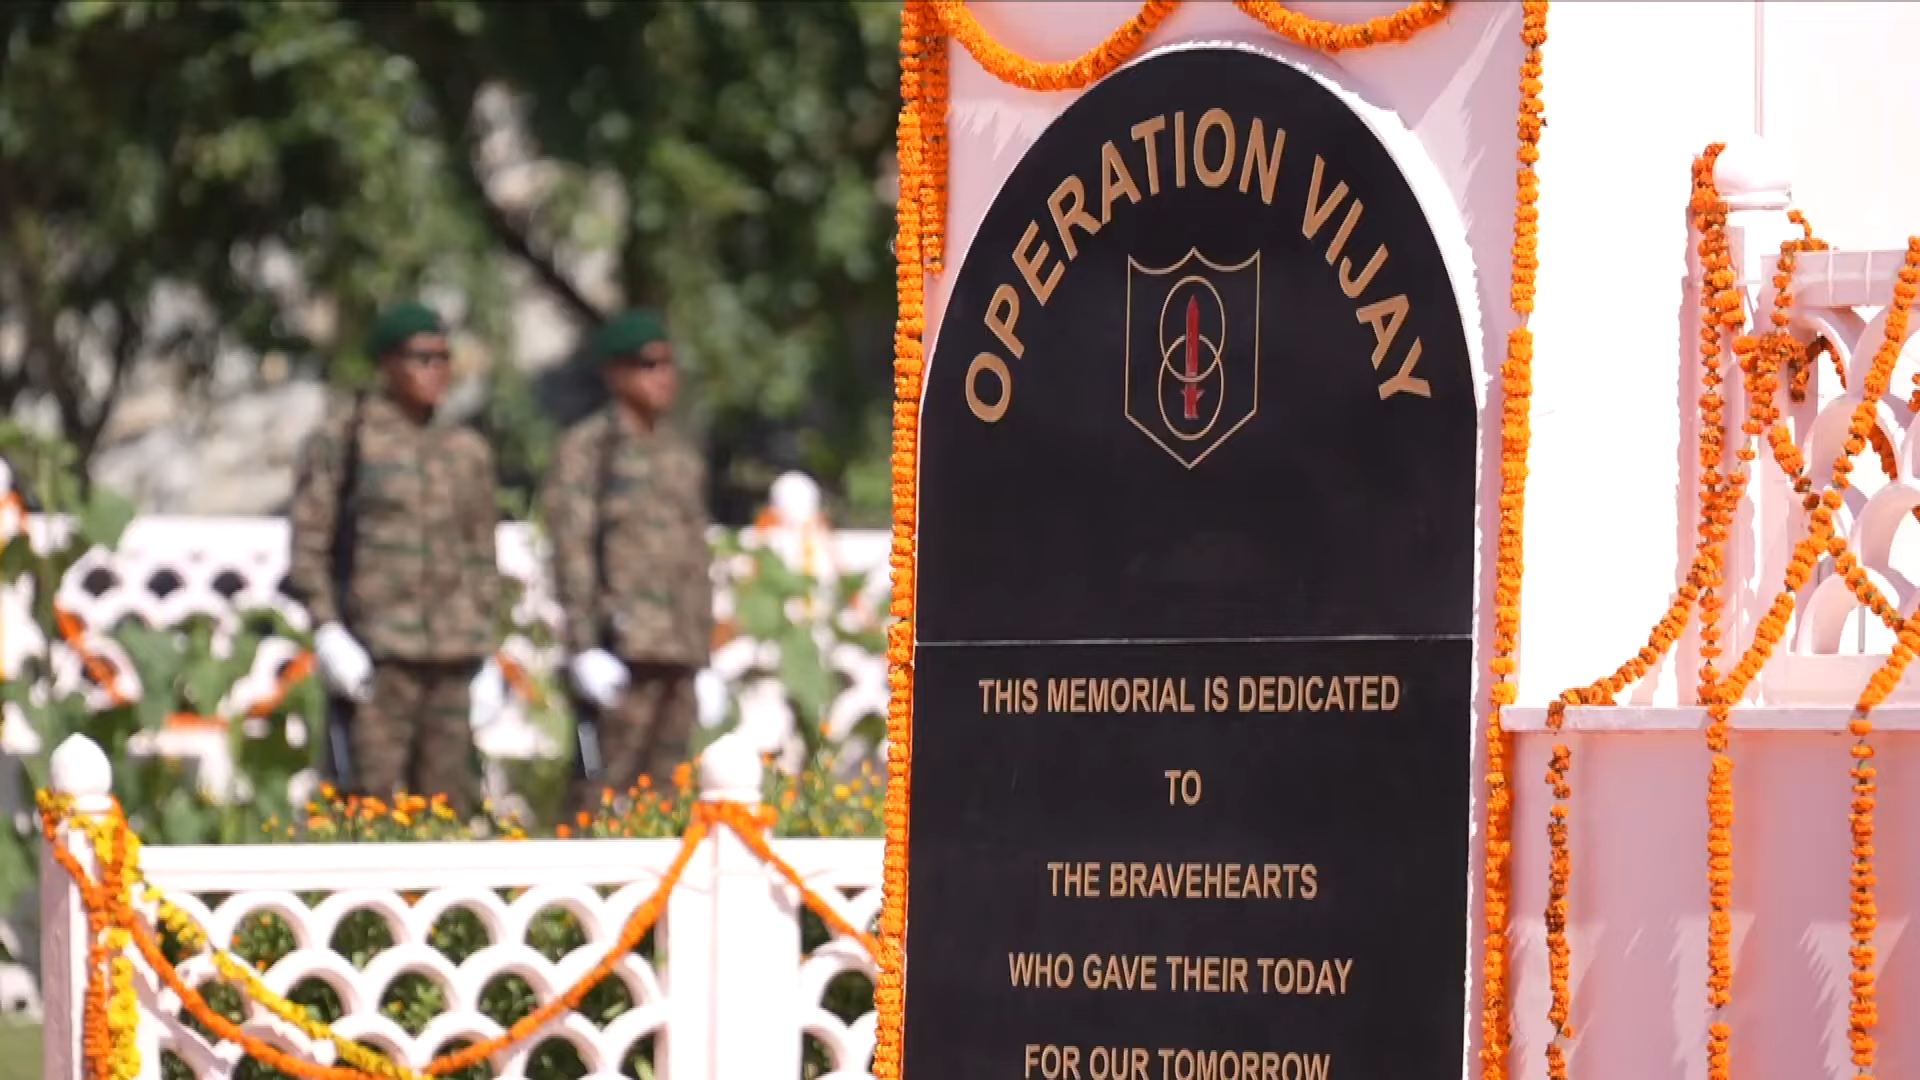 OPERATION VIJAY
THIS MEMORIAL IS DEDICATED
TO
THE BRAVEHEARTS
WHO GAVE THEIR TODAY
FOR OUR TOMORROW